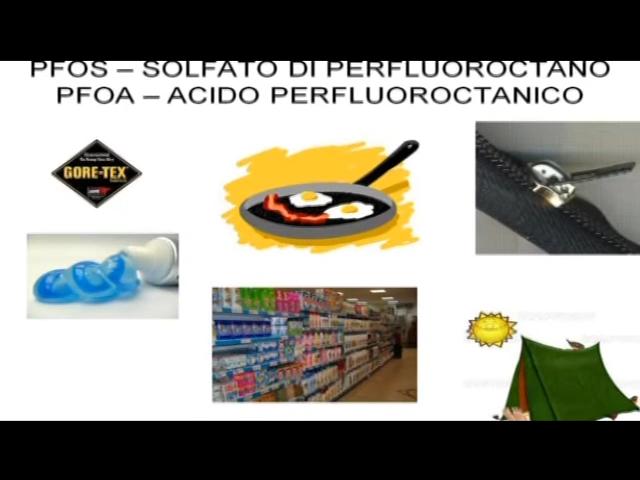 PFOS – SOLFATO DI PERFLUOROCTANO
PFOA – ACIDO PERFLUOROCTANICO
GORE-TEX